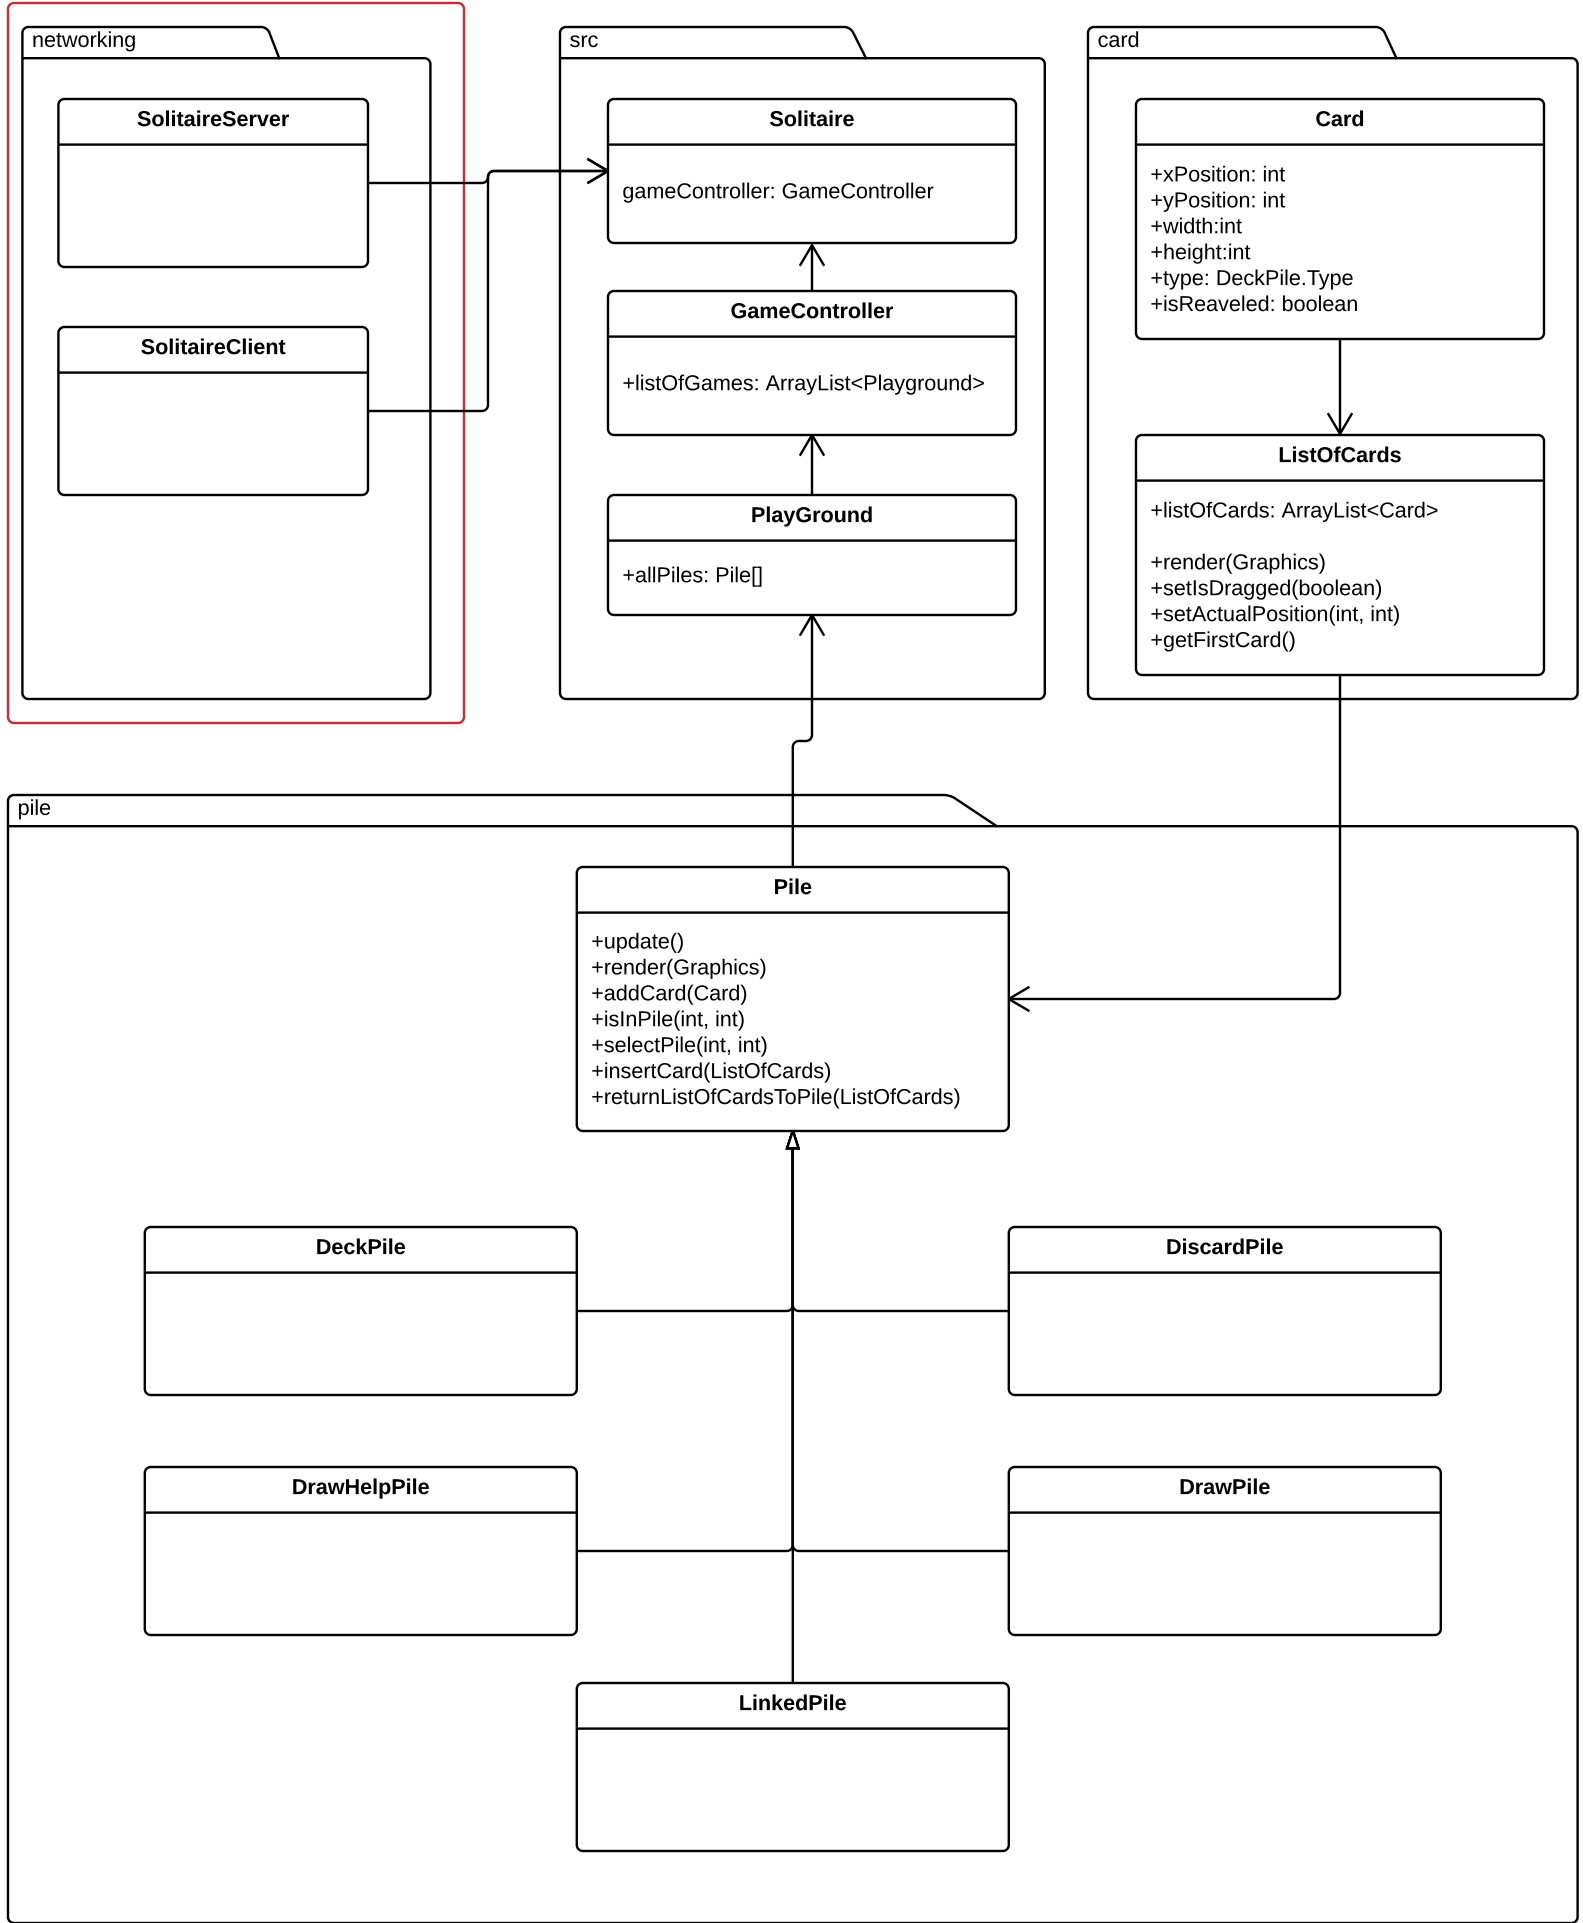 networking
SolitaireServer
SolitaireClient
src
Solitaire
gameController: GameController
GameController
+listOfGames: ArrayList<Playground>
PlayGround
+allPiles: Pile[]
card
Card
+xPosition: int
+yPosition: int
+width:int
+height:int
+type: DeckPile.Type
+isReaveled: boolean
ListOfCards
+listOfCards: ArrayList<Card>
+render(Graphics)
+setIsDragged(boolean)
+setActualPosition(int, int)
+getFirstCard()
pile
Pile
+update()
+render(Graphics)
+addCard(Card)
+isInPile(int, int)
+selectPile(int, int)
+insertCard(ListOfCards)
+returnListOfCardsToPile(ListOfCards)
DeckPile
DiscardPile
DrawHelpPile
DrawPile
LinkedPile